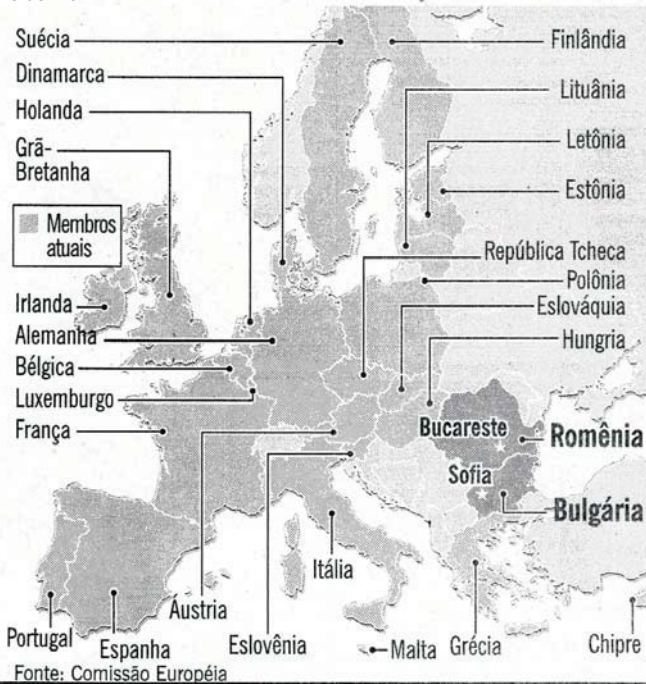 Suécia
Dinamarca
Holanda
Grã-
Bretanha
Membros
atuais
Irlanda
Alemanha
Bélgica
Luxemburgo
França
Finlândia
Lituânia
Letônia
Estônia
República Tcheca
Polônia
Eslováquia
Hungria
Bucareste
Romênia
Sofia
Bulgária
Itália
Áustria
Portugal
Espanha
Eslovênia
Malta
Grécia
Chipre
Fonte: Comissão Européia